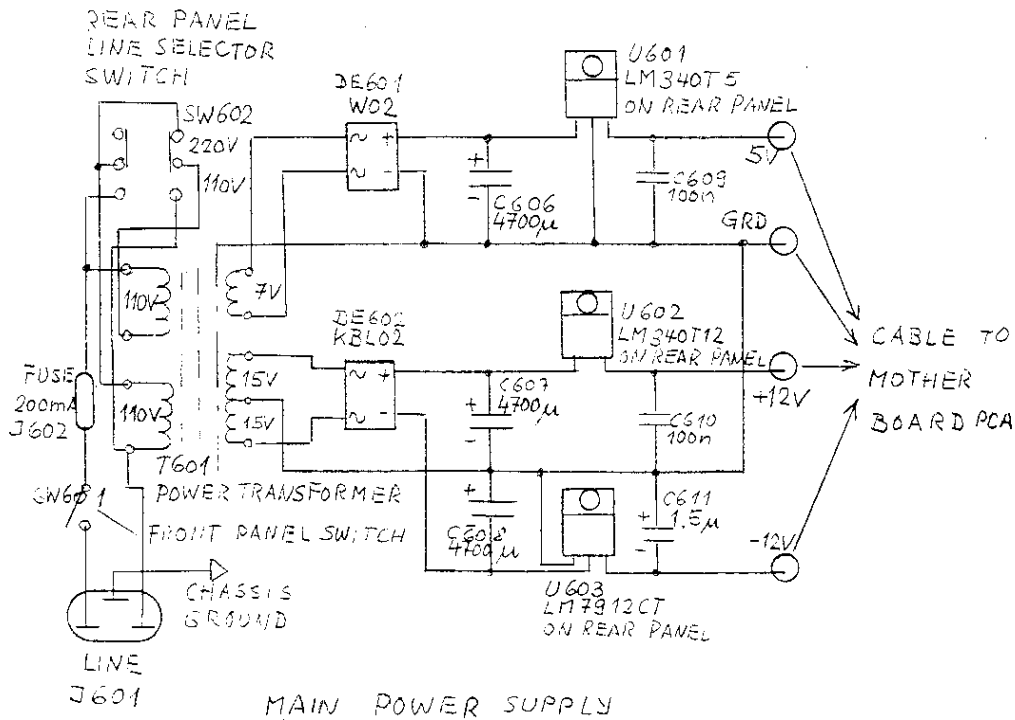 REAR PANEL
LINE SELECTOR
SWITCH
SW602
220V
110V
DE601
W02
U601
LM340T5
ON REAR PANEL
5V
C606
4700µ
C609
100n
GRD
110V
7V
DE602
KBL02
U602
LM340T12
ON REAR PANEL
CABLE TO
MOTHER
BOARD PCA
+12V
FUSE
200mA
J602
110V
15V
15V
C607
4700µ
C610
100n
T601
POWER TRANSFORMER
SW601
FRONT PANEL SWITCH
C608
4700µ
C611
1.5µ
-12V
U603
LM7912CT
ON REAR PANEL
CHASSIS
GROUND
LINE
J601
MAIN POWER SUPPLY